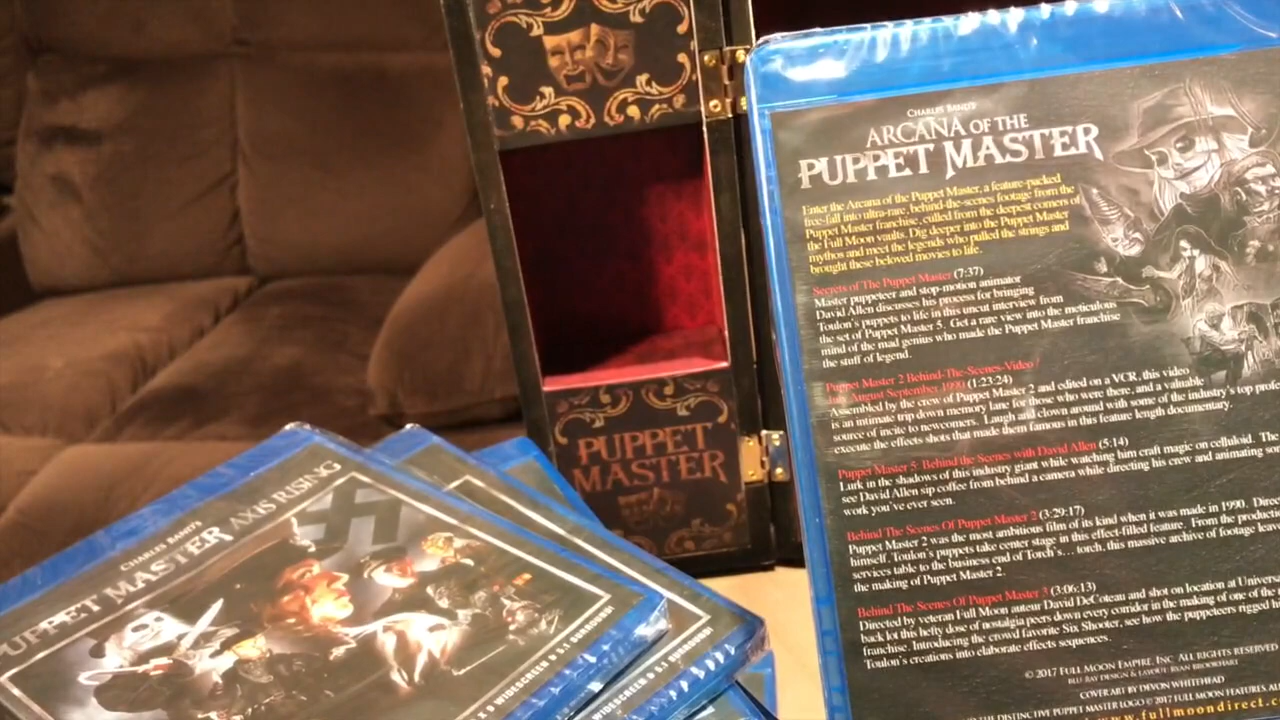 CHARLES BAND'S
ARCANA OF THE
PUPPET MASTER
Enter the Arcana of the Puppet Master, a feature-packed
free-fall into ultra-rare, behind-the-scenes footage from the
Puppet Master franchise, culled from the deepest corners of
the Full Moon vaults. Dig deeper into the Puppet Master
mythos and meet the legends who pulled the strings and
brought these beloved movies to life.
Secrets of The Puppet Master (7:37)
Master puppeteer and stop-motion animator
David Allen discusses his process for bringing
Toulon's puppets to life in this uncut interview from
the set of Puppet Master 5. Get a rare view into the meticulous
mind of the mad genius who made the Puppet Master franchise
the stuff of legend.
Puppet Master 2 Behind-The-Scenes-Video /
July August September 1990 (1:23:24)
Assembled by the crew of Puppet Master 2 and edited on a VCR, this video
is an intimate trip down memory lane for those who were there, and a valuable
source of incite to newcomers. Laugh and clown around with some of the industry's top
execute the effects shots that made them famous in this feature length documentary.
Puppet Master 5: Behind the Scenes with David Allen (5:14)
Lurk in the shadows of this industry giant while watching him craft magic on celluloid. The
see David Allen sip coffee from behind a camera while directing his crew and animating
work you've ever seen.
Behind The Scenes Of Puppet Master 2 (3:29:17)
Puppet Master 2 was the most ambitious film of its kind when it was made in 1990.
himself, Toulon's puppets take center stage in this effect-filled feature. From the
services table to the business end of Torch's... torch, this massive archive of footage
the making of Puppet Master 2.
Behind The Scenes Of Puppet Master 3 (3:06:13)
Directed by veteran Full Moon auteur David DeCoteau and shot on location at
back lot this hefty dose of nostalgia peers down every corridor in the making of one of the
franchise. Introducing the crowd favorite Six Shooter, see how the puppeteers rigged
Toulon's creations into elaborate effects sequences.
© 2017 FULL MOON EMPIRE, INC. ALL RIGHTS RESERVED
BLU RAY DESIGN & LAYOUT: RYAN BROOKHART
COVER ART BY DEVON WHITEHEAD
THE DISTINCTIVE PUPPET MASTER LOGO © 2017 FULL MOON FEATURES.
www.fullmoondirect.c
PUPPET
MASTER
CHARLES BAND'S
PUPPET MASTER AXIS RISING
X 9 WIDESCREEN & 5.1 SURROUND!
WIDESCREEN & 5.1 SURROUND!